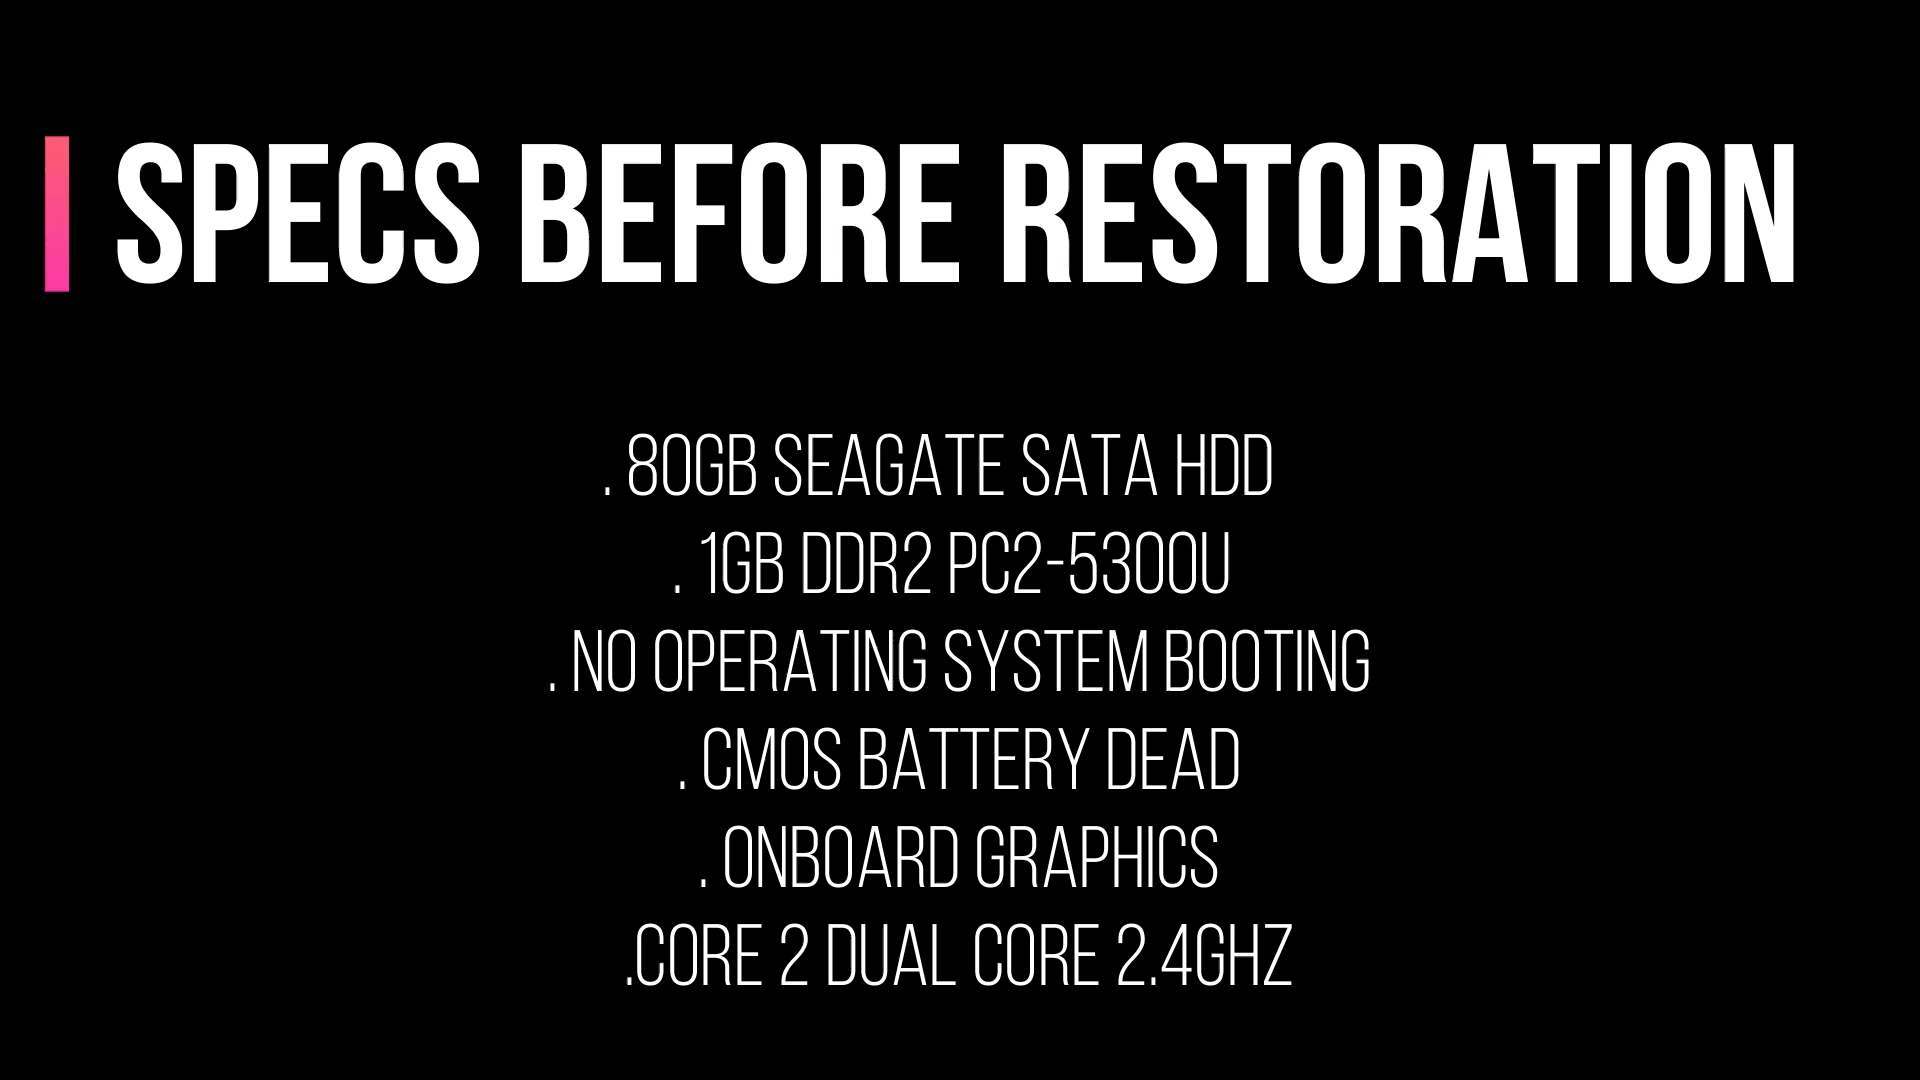 SPECS BEFORE RESTORATION
. 80GB SEAGATE SATA HDD
. 1GB DDR2 PC2-5300U
. NO OPERATING SYSTEM BOOTING
. CMOS BATTERY DEAD
. ONBOARD GRAPHICS
.CORE 2 DUAL CORE 2.4GHZ